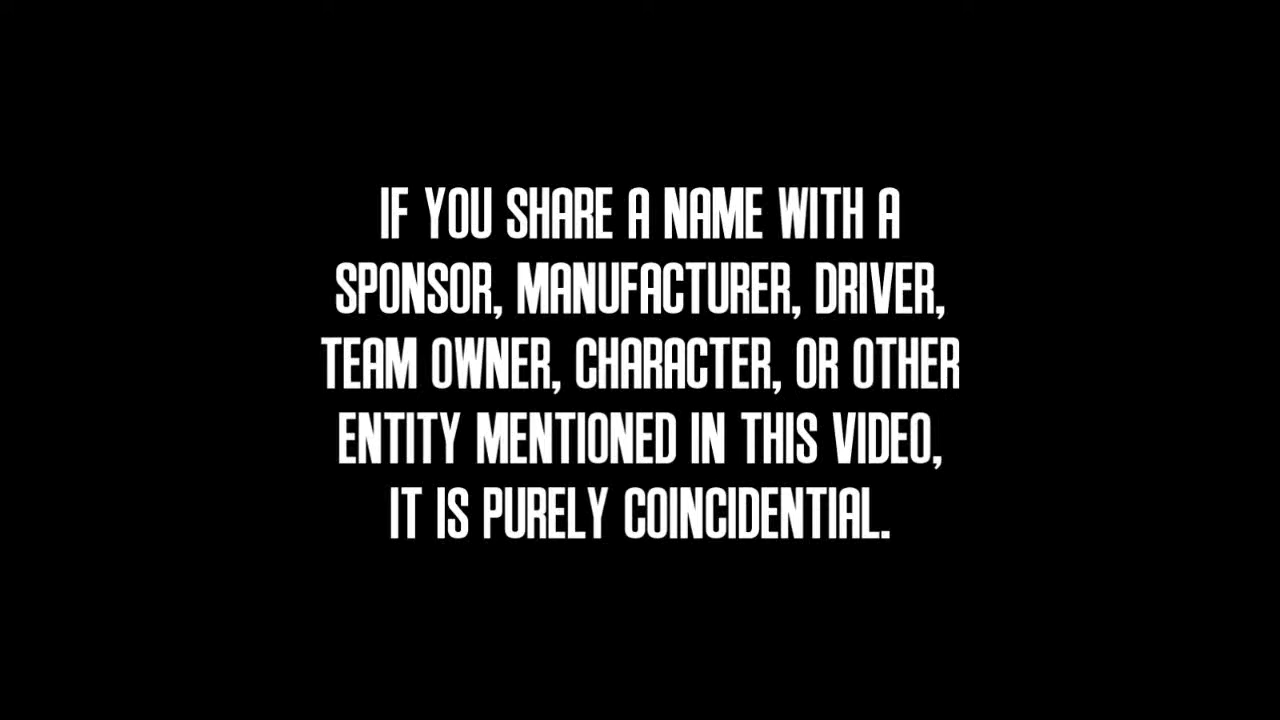 IF YOU SHARE A NAME WITH A
SPONSOR, MANUFACTURER, DRIVER,
TEAM OWNER, CHARACTER, OR OTHER
ENTITY MENTIONED IN THIS VIDEO,
IT IS PURELY COINCIDENTIAL.